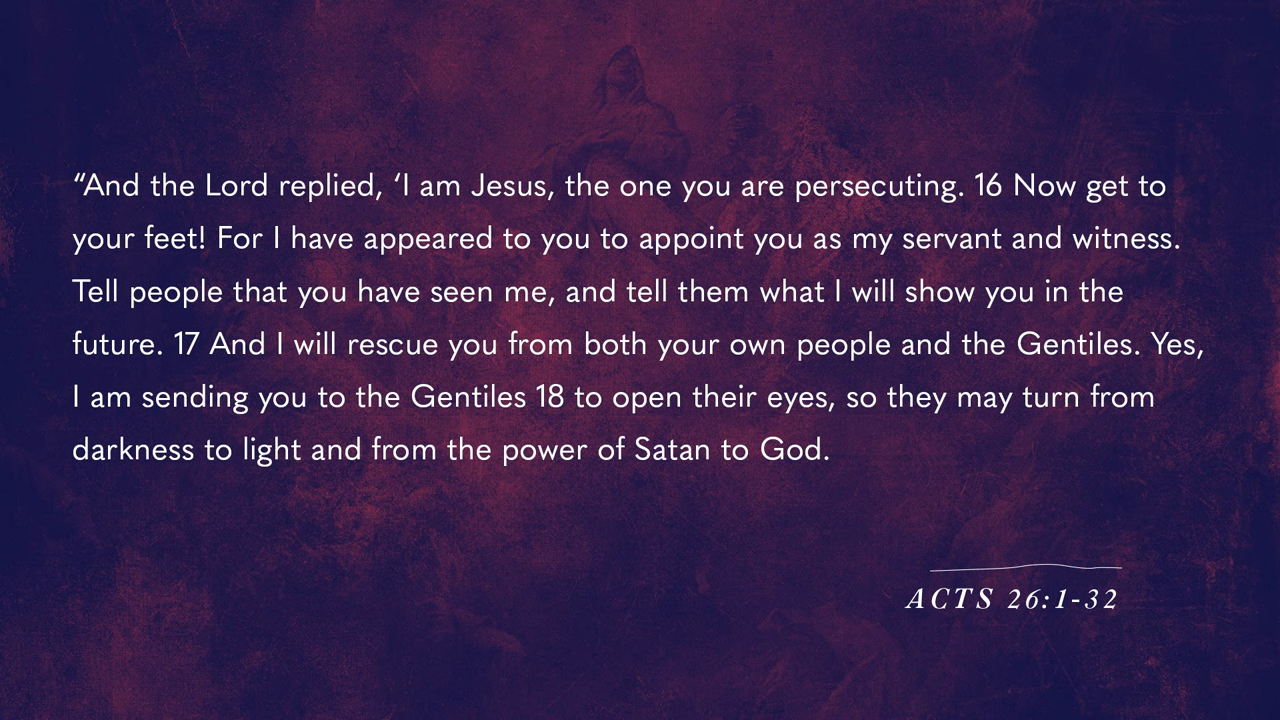 “And the Lord replied, ‘I am Jesus, the one you are persecuting. 16 Now get to
your feet! For I have appeared to you to appoint you as my servant and witness.
Tell people that you have seen me, and tell them what I will show you in the
future. 17 And I will rescue you from both your own people and the Gentiles. Yes,
I am sending you to the Gentiles 18 to open their eyes, so they may turn from
darkness to light and from the power of Satan to God.
ACTS 26:1-32